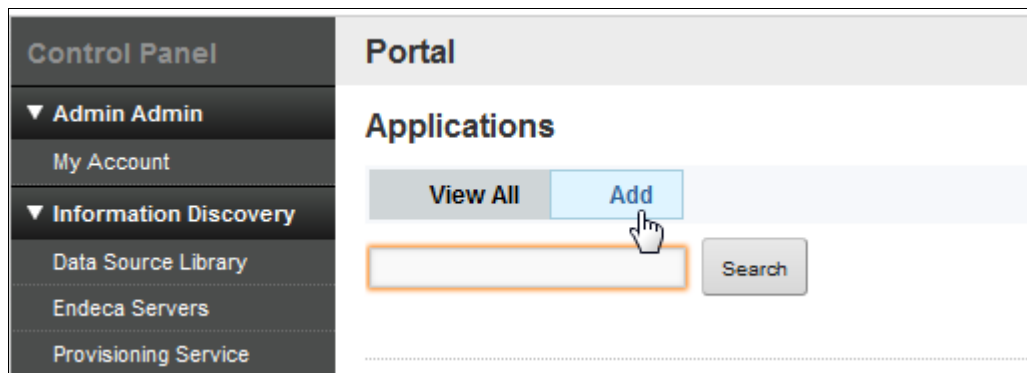 Control Panel
Portal
▼ Admin Admin
My Account
▼ Information Discovery
Data Source Library
Endeca Servers
Provisioning Service
Applications
View All
Add
Search